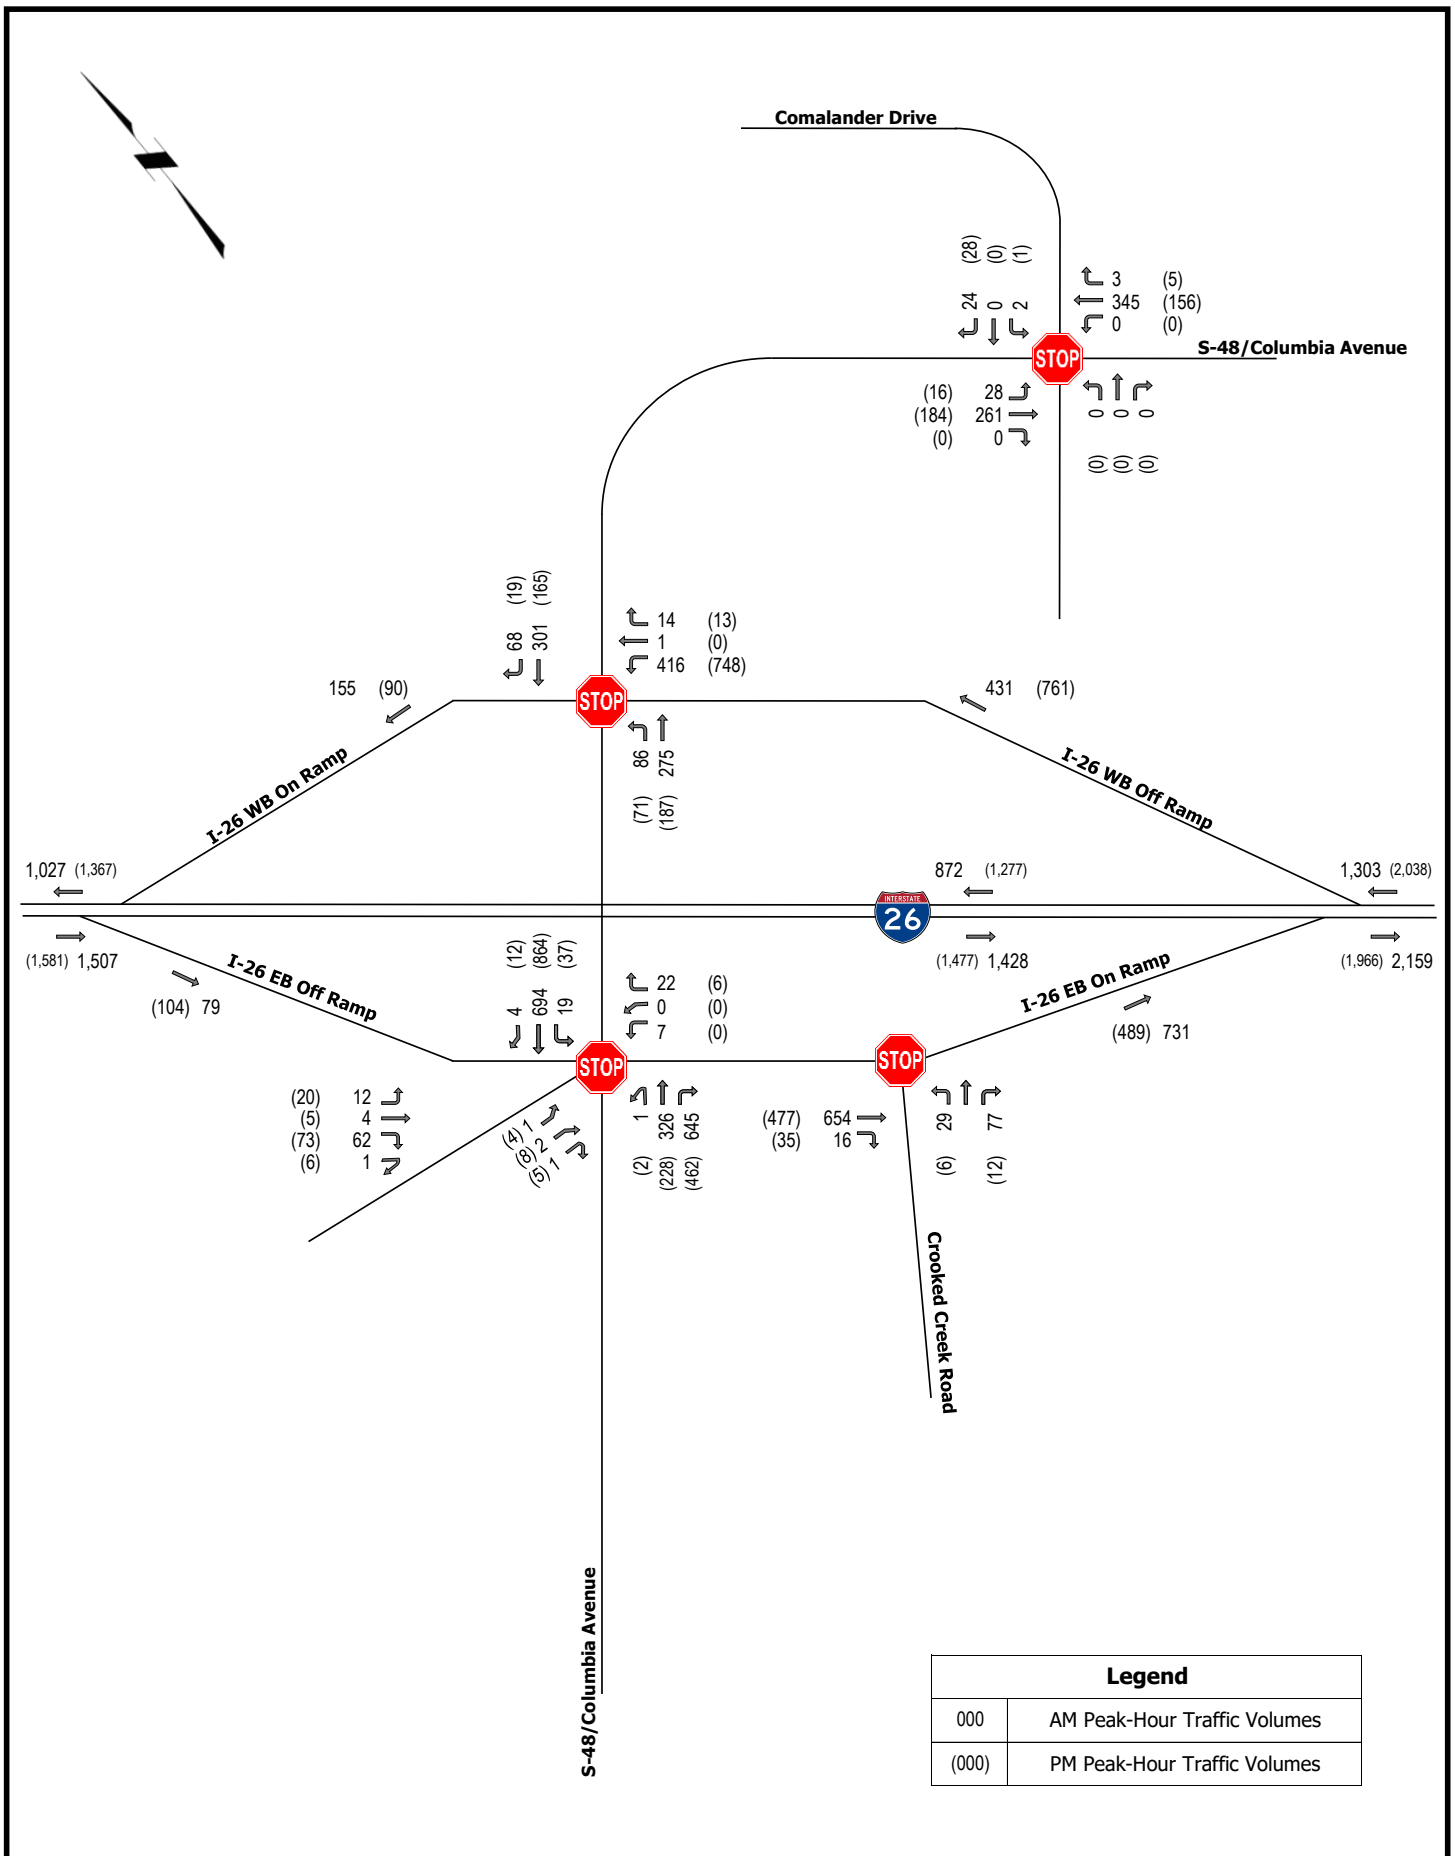 Comalander Drive
(28) (0) (1)
24 0 2
3 (5)
345 (156)
0 (0)
STOP
S-48/Columbia Avenue
(16) 28
(184) 261
(0) 0
0 0 0
(0) (0) (0)
(19) (165)
68 301
14 (13)
1 (0)
416 (748)
155 (90)
STOP
431 (761)
86 275
(71) (187)
I-26 WB On Ramp
I-26 WB Off Ramp
1,027 (1,367)
872 (1,277)
1,303 (2,038)
INTERSTATE
26
(1,581) 1,507
(1,477) 1,428
(1,966) 2,159
I-26 EB Off Ramp
(104) 79
(12) (864) (37)
4 694 19
22 (6)
0 (0)
7 (0)
I-26 EB On Ramp
(489) 731
STOP
STOP
(20) 12
(5) 4
(73) 62
(6) 1
(4) 1
(8) 2
(5) 1
1 326 645
(2) (228) (462)
(477) 654
(35) 16
29 77
(6) (12)
Crooked Creek Road
S-48/Columbia Avenue
Legend
000 AM Peak-Hour Traffic Volumes
(000) PM Peak-Hour Traffic Volumes